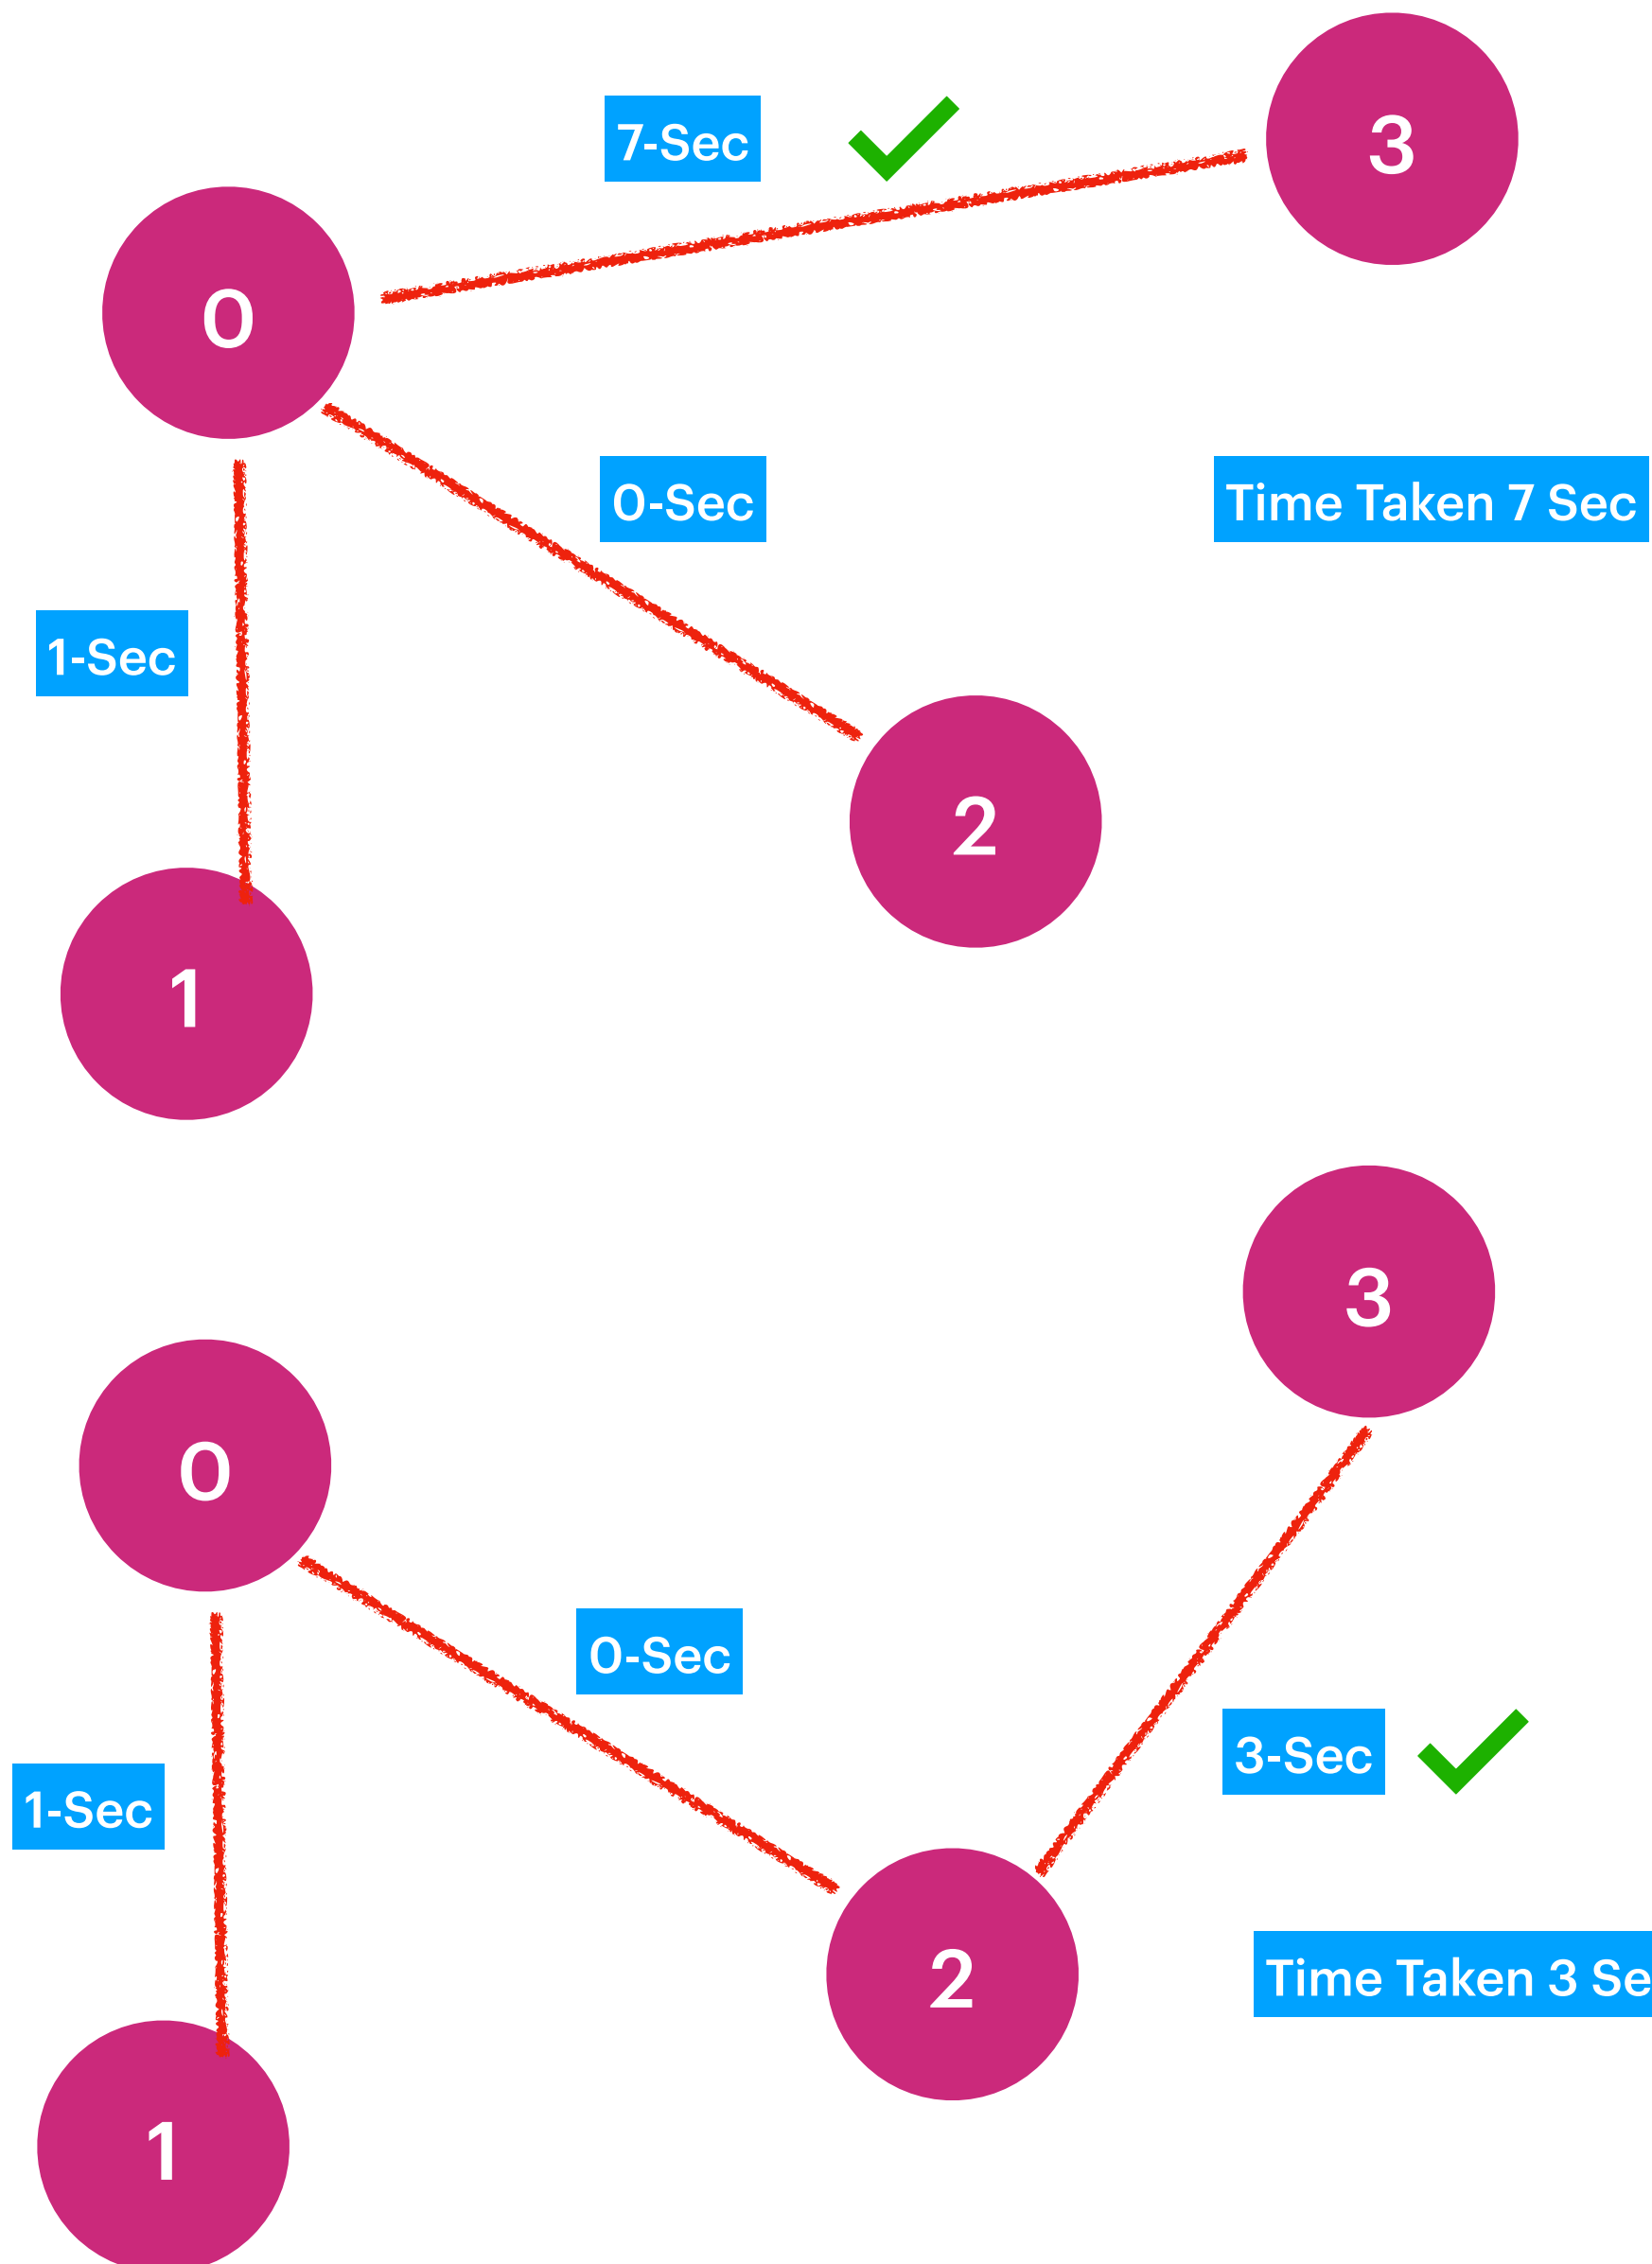 3
7-Sec
0
0-Sec
Time Taken 7 Sec
1-Sec
2
1
3
0
0-Sec
3-Sec
1-Sec
2
Time Taken 3 Se
1